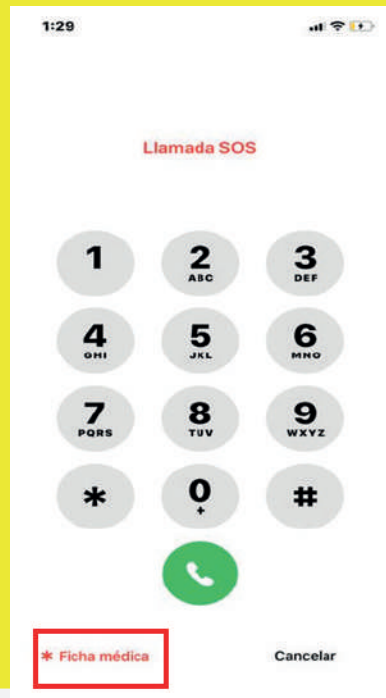 1:29
Llamada SOS
1 2 3
ABC DEF
4 5 6
GHI JKL MNO
7 8 9
PQRS TUV WXYZ
* 0 #
+
* Ficha médica Cancelar